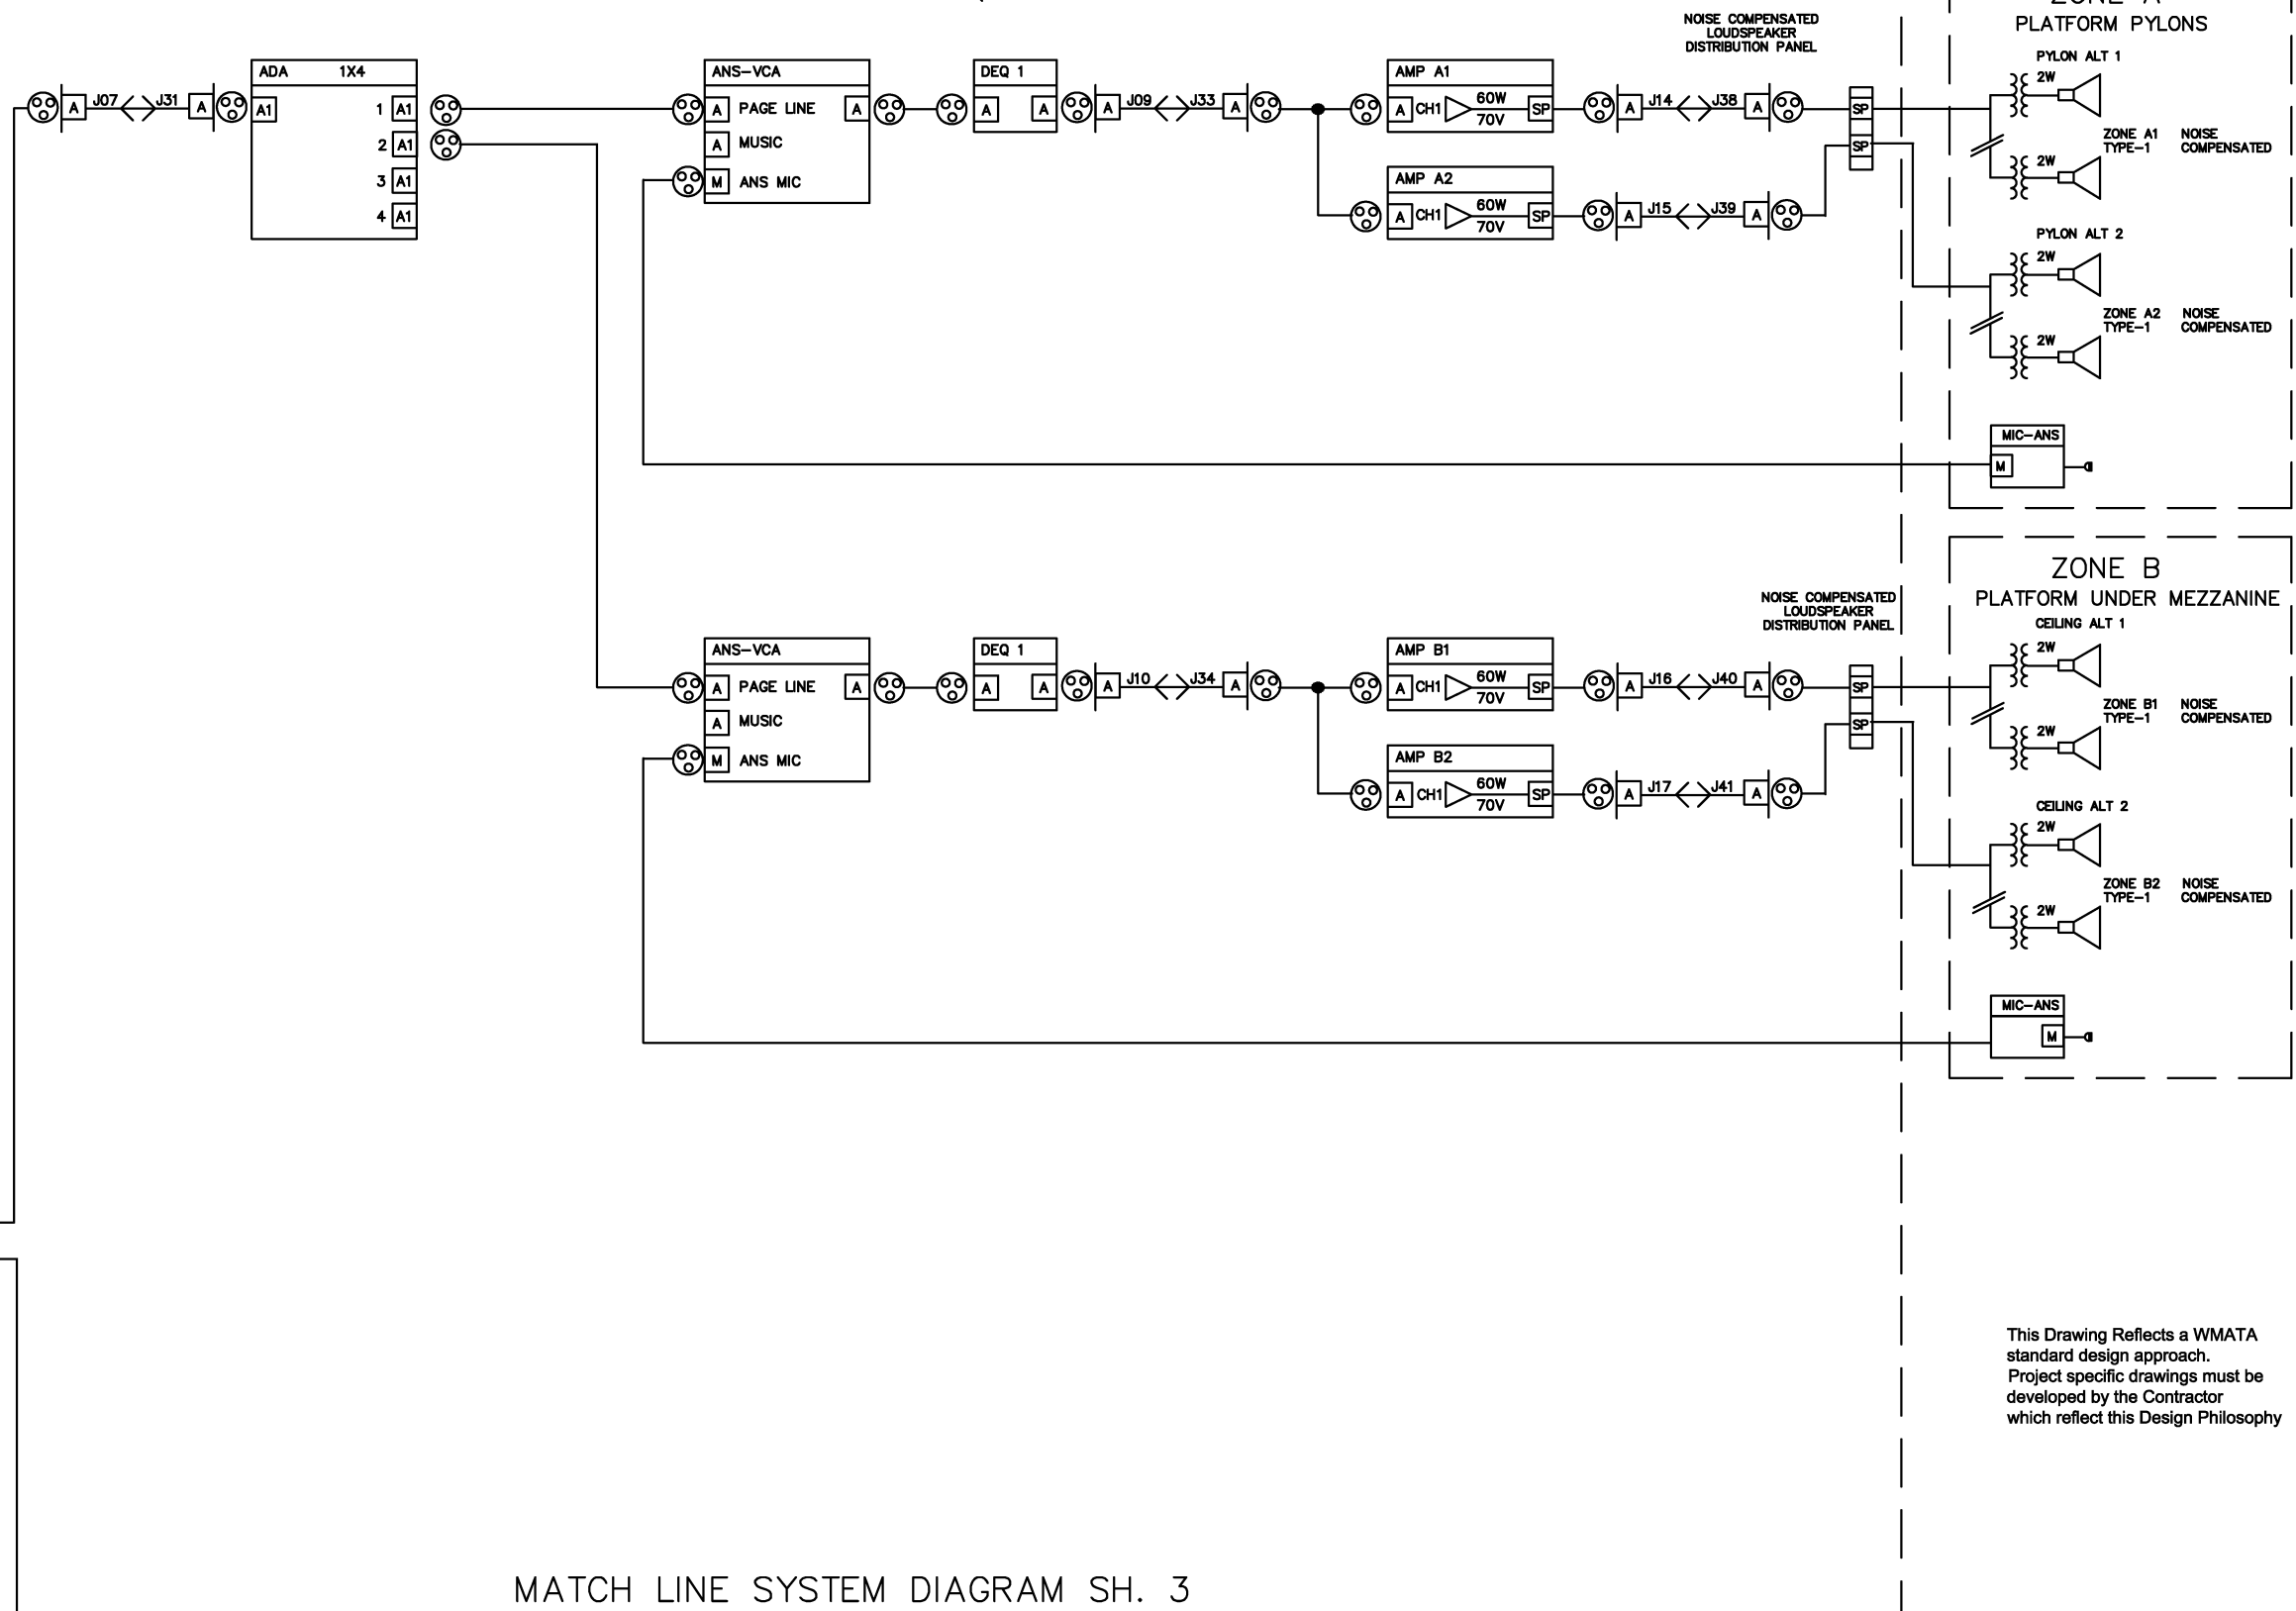 ZONE A
PLATFORM PYLONS
NOISE COMPENSATED
LOUDSPEAKER
DISTRIBUTION PANEL
PYLON ALT 1
ADA 1X4
ANS-VCA
DEQ 1
AMP A1
2W
A J07 J31 A
A1
1 A1
A PAGE LINE A
A A
A J09 J33 A
A CH1 60W SP
70V
A J14 J38 A
SP
2 A1
A MUSIC
SP
ZONE A1 NOISE
TYPE-1 COMPENSATED
2W
3 A1
M ANS MIC
AMP A2
4 A1
A CH1 60W SP
70V
A J15 J39 A
PYLON ALT 2
2W
ZONE A2 NOISE
TYPE-1 COMPENSATED
2W
MIC-ANS
M
ZONE B
PLATFORM UNDER MEZZANINE
NOISE COMPENSATED
LOUDSPEAKER
DISTRIBUTION PANEL
CEILING ALT 1
ANS-VCA
DEQ 1
AMP B1
2W
A PAGE LINE A
A A
A J10 J34 A
A CH1 60W SP
70V
A J16 J40 A
SP
A MUSIC
SP
ZONE B1 NOISE
TYPE-1 COMPENSATED
2W
M ANS MIC
AMP B2
A CH1 60W SP
70V
A J17 J41 A
CEILING ALT 2
2W
ZONE B2 NOISE
TYPE-1 COMPENSATED
2W
MIC-ANS
M
This Drawing Reflects a WMATA
standard design approach.
Project specific drawings must be
developed by the Contractor
which reflect this Design Philosophy
MATCH LINE SYSTEM DIAGRAM SH. 3